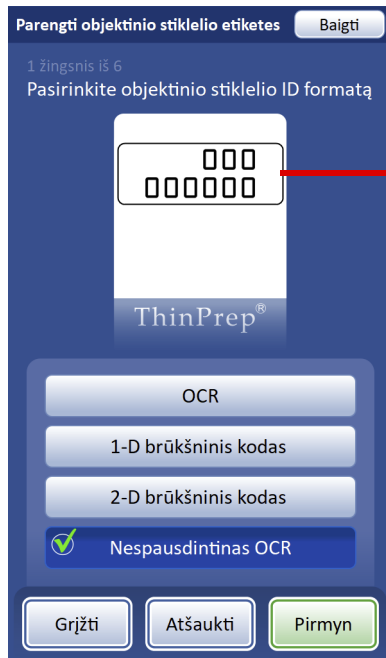 Parengti objektinio stiklelio etiketes
Baigti
1 žingsnis iš 6
Pasirinkite objektinio stiklelio ID formatą
000
000000
ThinPrep®
OCR
1-D brūkšninis kodas
2-D brūkšninis kodas
Nespausdintinas OCR
Grįžti
Atšaukti
Pirmyn